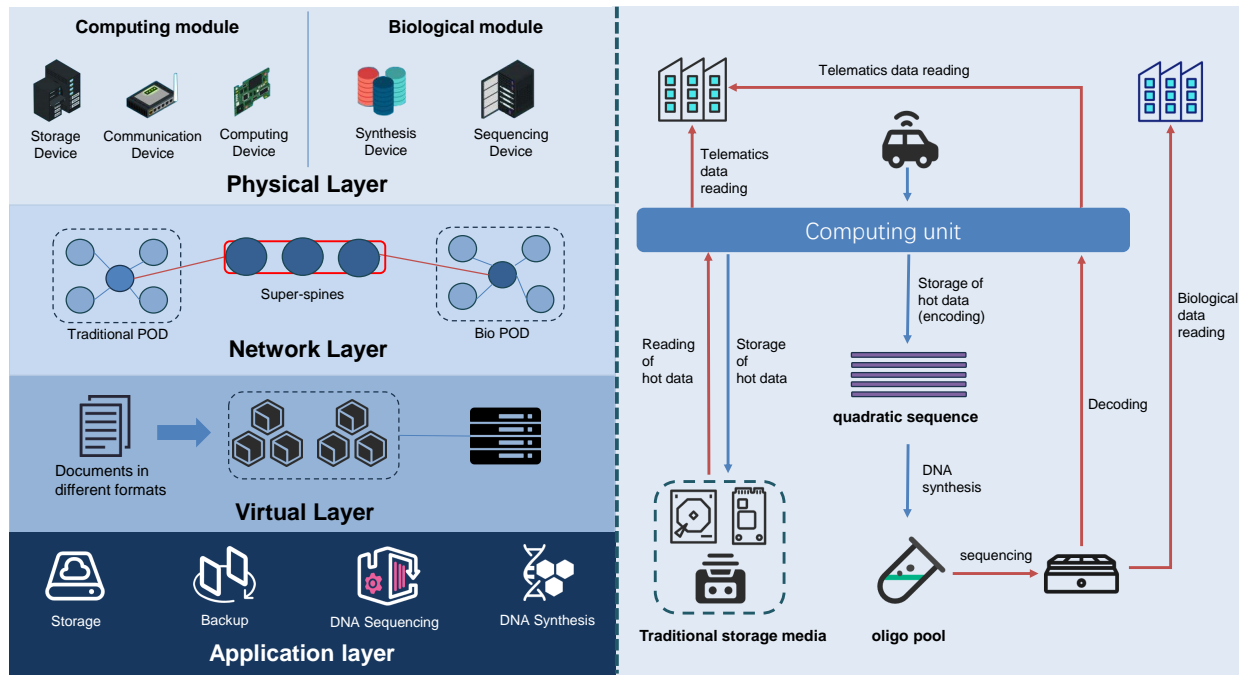 Computing module
Biological module
Storage
Device
Communication
Device
Computing
Device
Synthesis
Device
Sequencing
Device
Physical Layer
Super-spines
Traditional POD
Bio POD
Network Layer
Documents in
different formats
Virtual Layer
Storage
Backup
DNA Sequencing
DNA Synthesis
Application layer
Telematics data reading
Telematics
data
reading
Computing unit
Reading
of
hot data
Storage
of
hot data
Storage of
hot data
(encoding)
Biological
data
reading
quadratic sequence
Decoding
DNA
synthesis
sequencing
Traditional storage media
oligo pool